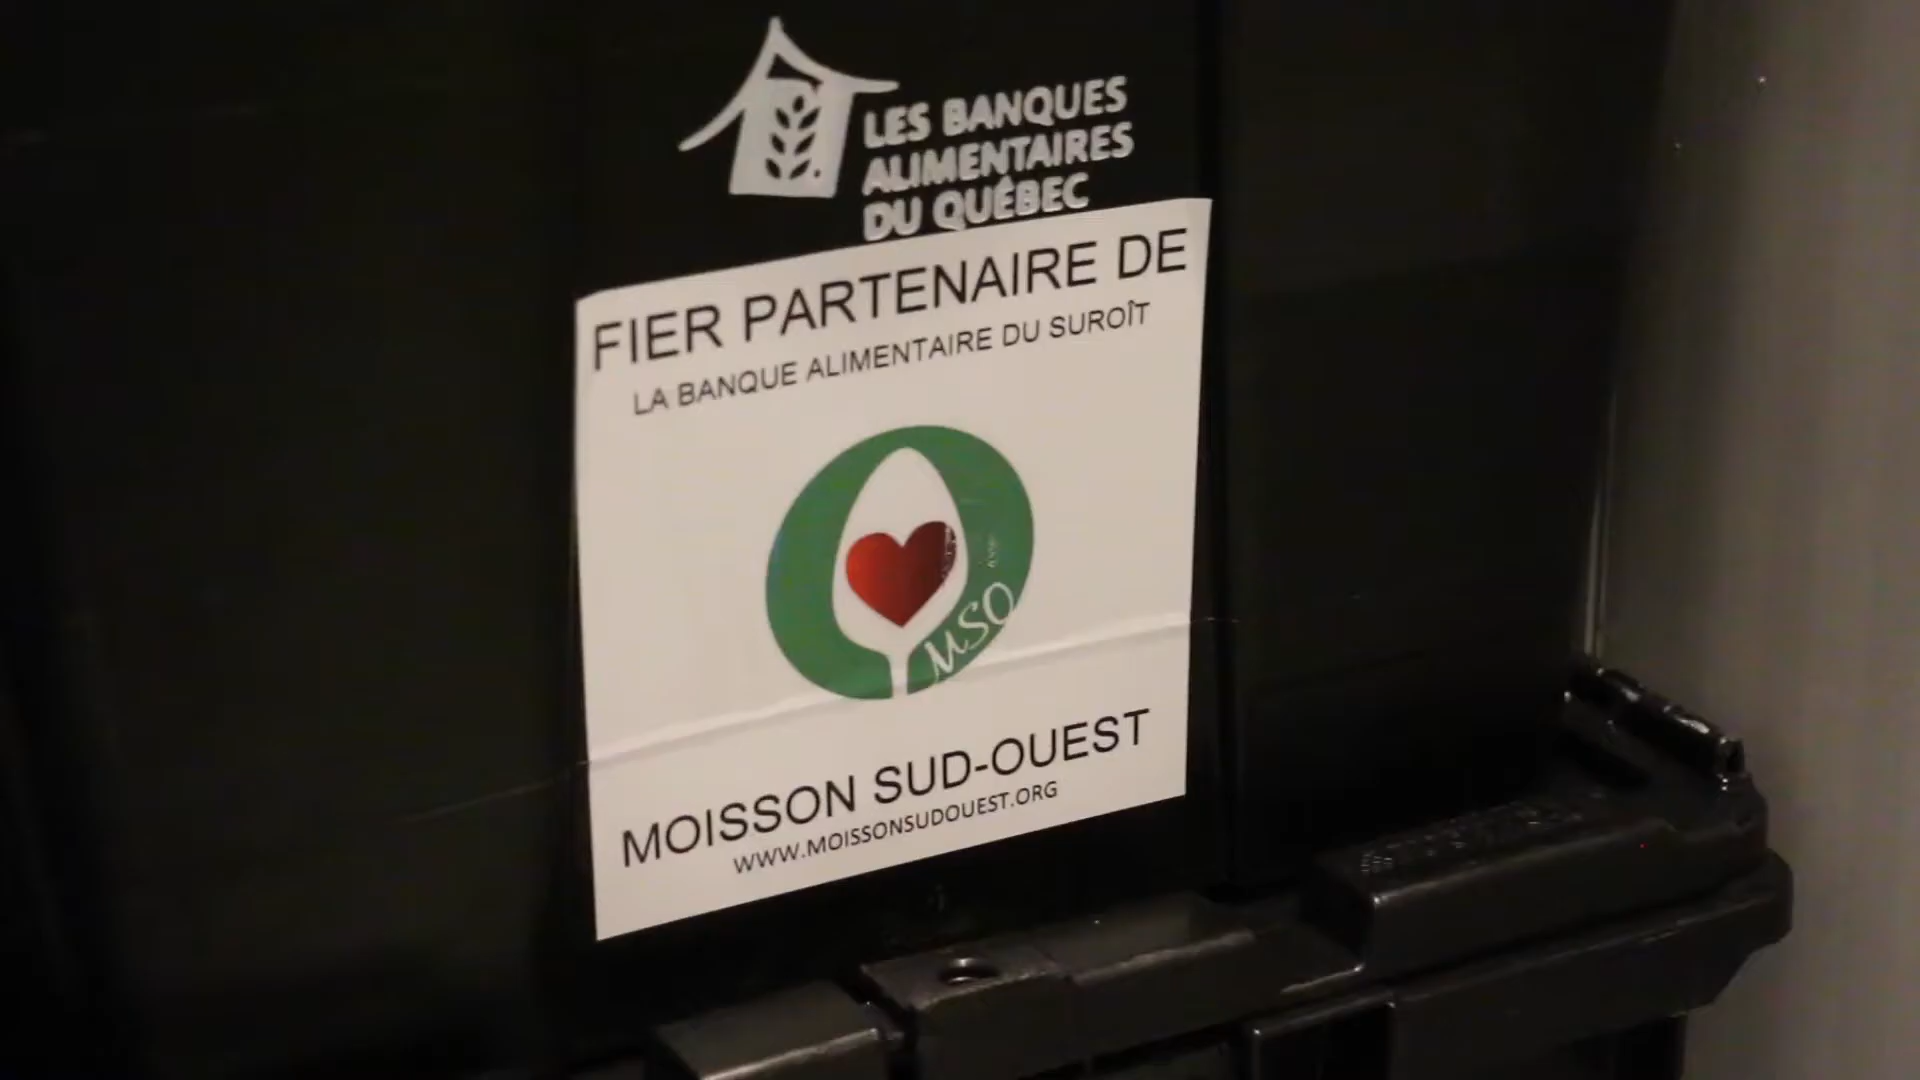 LES BANQUES
ALIMENTAIRES
DU QUÉBEC
FIER PARTENAIRE DE
LA BANQUE ALIMENTAIRE DU SUROÎT
MSO
MOISSON SUD-OUEST
WWW.MOISSONSUDOUEST.ORG